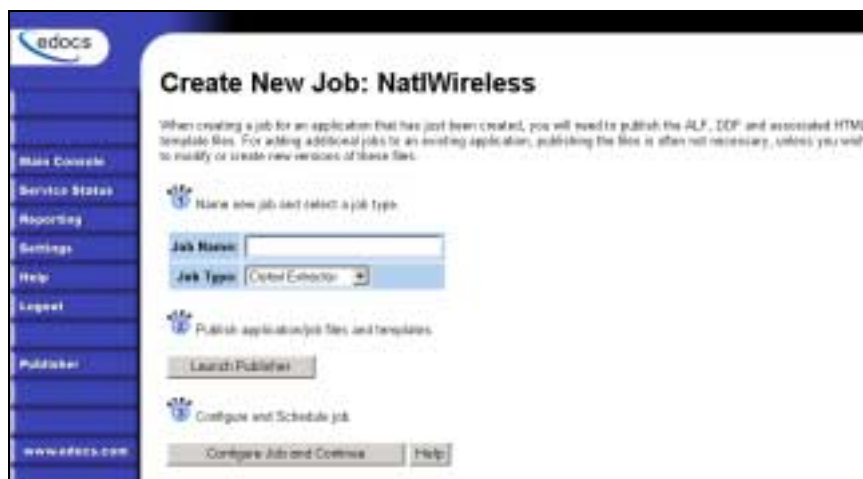 edocs
Create New Job: NatlWireless
When creating a job for an application that has just been created, you will need to publish the ALF, DDF and associated HTML
template files. For adding additional jobs to an existing application, publishing the files is often not necessary, unless you wish
to modify or create new versions of these files.
Main Console
Service Status
Reporting
Settings
Help
Logout
Publisher
www.edocs.com
1 Name new job and select a job type.
Job Name:
Job Type: Extractor
2 Publish application/job files and templates.
Launch Publisher
3 Configure and Schedule job.
Configure Job and Continue Help